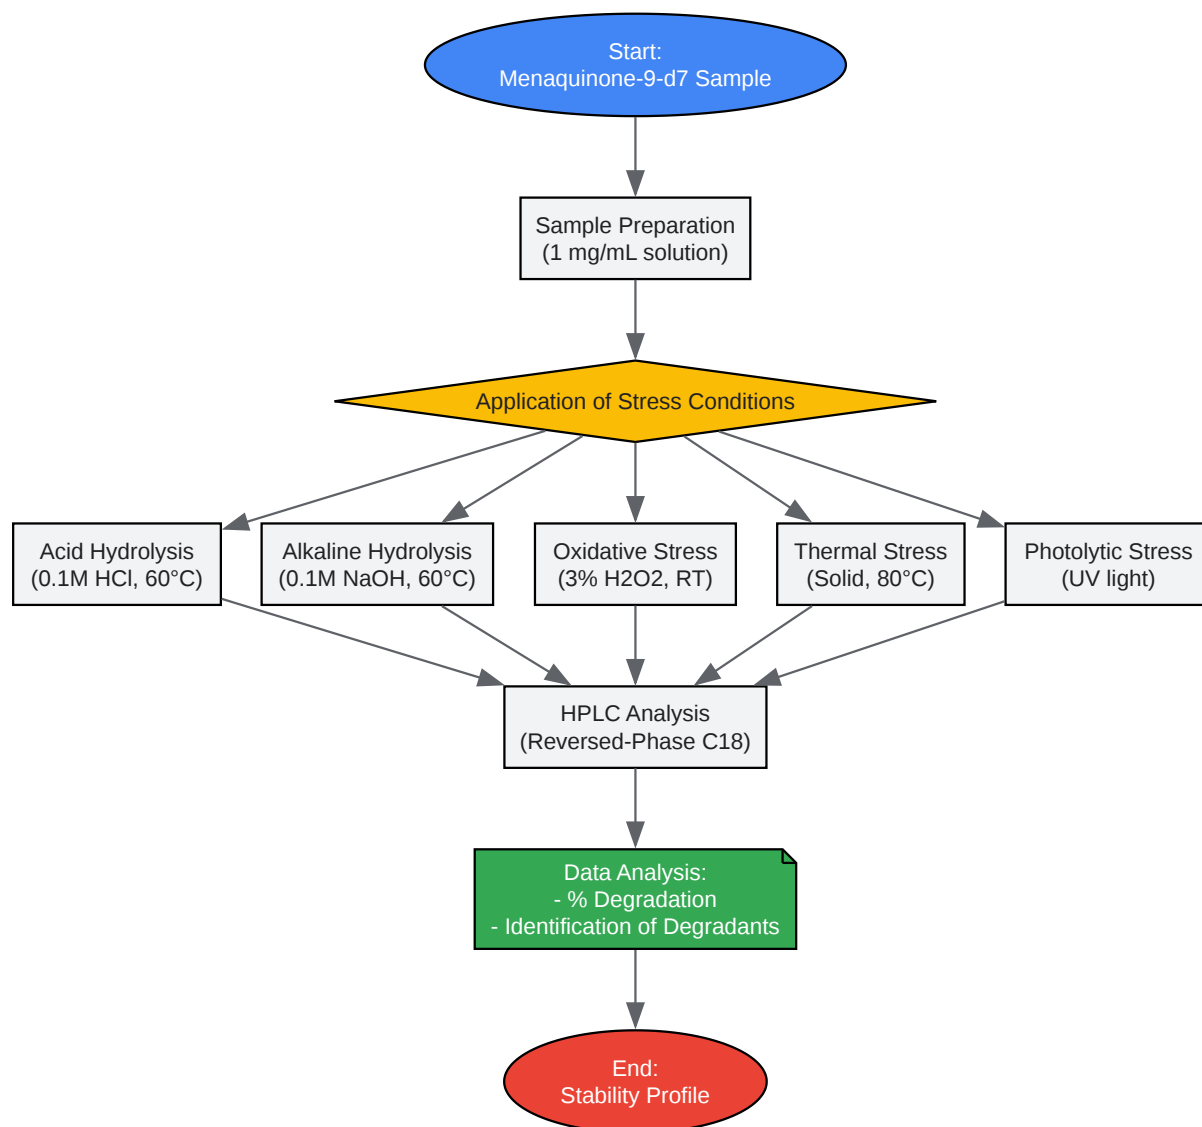 Start:
Menaquinone-9-d7 Sample
Sample Preparation
(1 mg/mL solution)
Application of Stress Conditions
Acid Hydrolysis
(0.1M HCl, 60°C)
Alkaline Hydrolysis
(0.1M NaOH, 60°C)
Oxidative Stress
(3% H2O2, RT)
Thermal Stress
(Solid, 80°C)
Photolytic Stress
(UV light)
HPLC Analysis
(Reversed-Phase C18)
Data Analysis:
- % Degradation
- Identification of Degradants
End:
Stability Profile